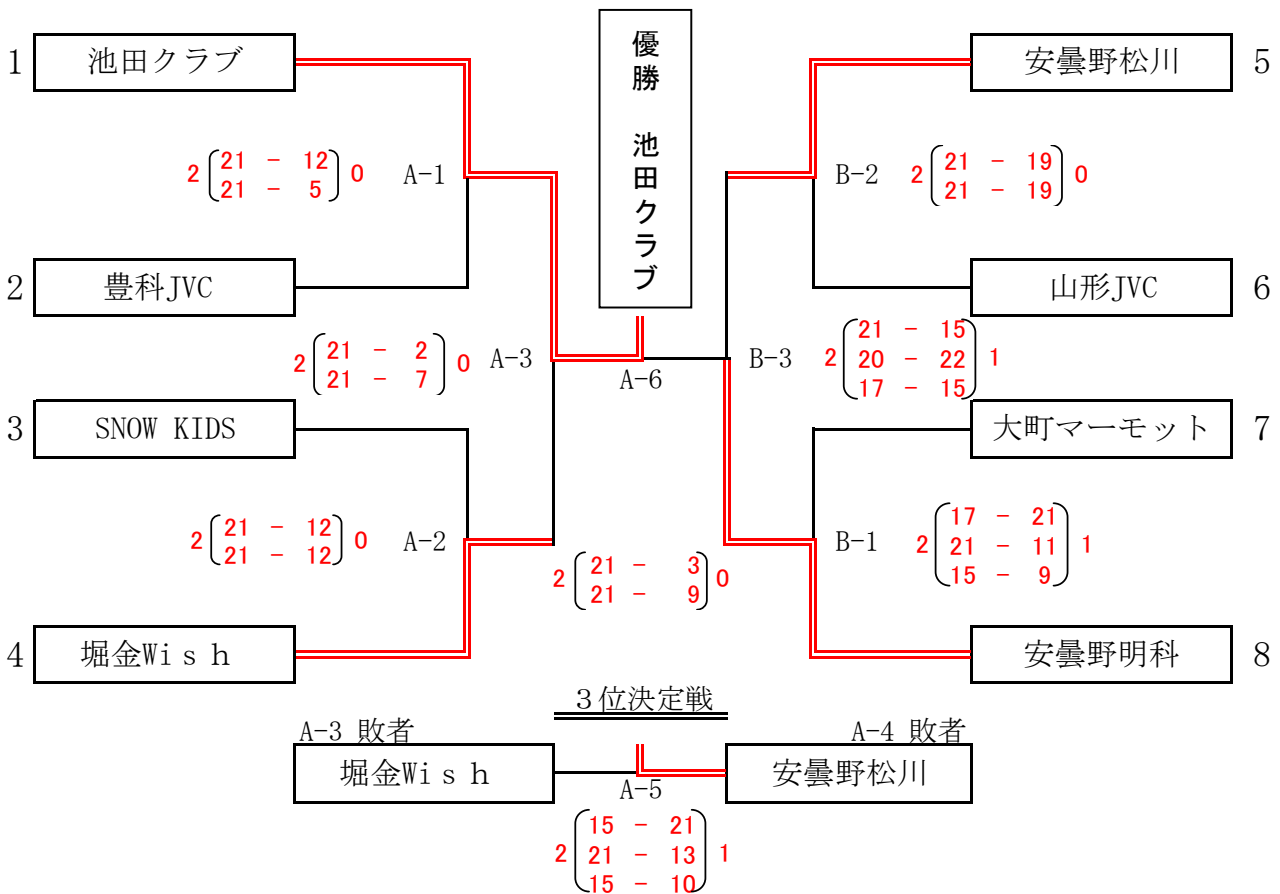 優勝　池田クラブ
1 池田クラブ
安曇野松川 5
2 21 － 12 0
21 － 5
A-1
B-2
2 21 － 19 0
21 － 19
2 豊科JVC
山形JVC 6
2 21 － 2 0
21 － 7
A-3
A-6
B-3
2 21 － 15 1
20 － 22
17 － 15
3 SNOW KIDS
大町マーモット 7
2 21 － 12 0
21 － 12
A-2
2 21 － 3 0
21 － 9
B-1
2 17 － 21 1
21 － 11
15 － 9
4 堀金Wish
安曇野明科 8
３位決定戦
A-3 敗者
A-4 敗者
堀金Wish
安曇野松川
A-5
2 15 － 21 1
21 － 13
15 － 10